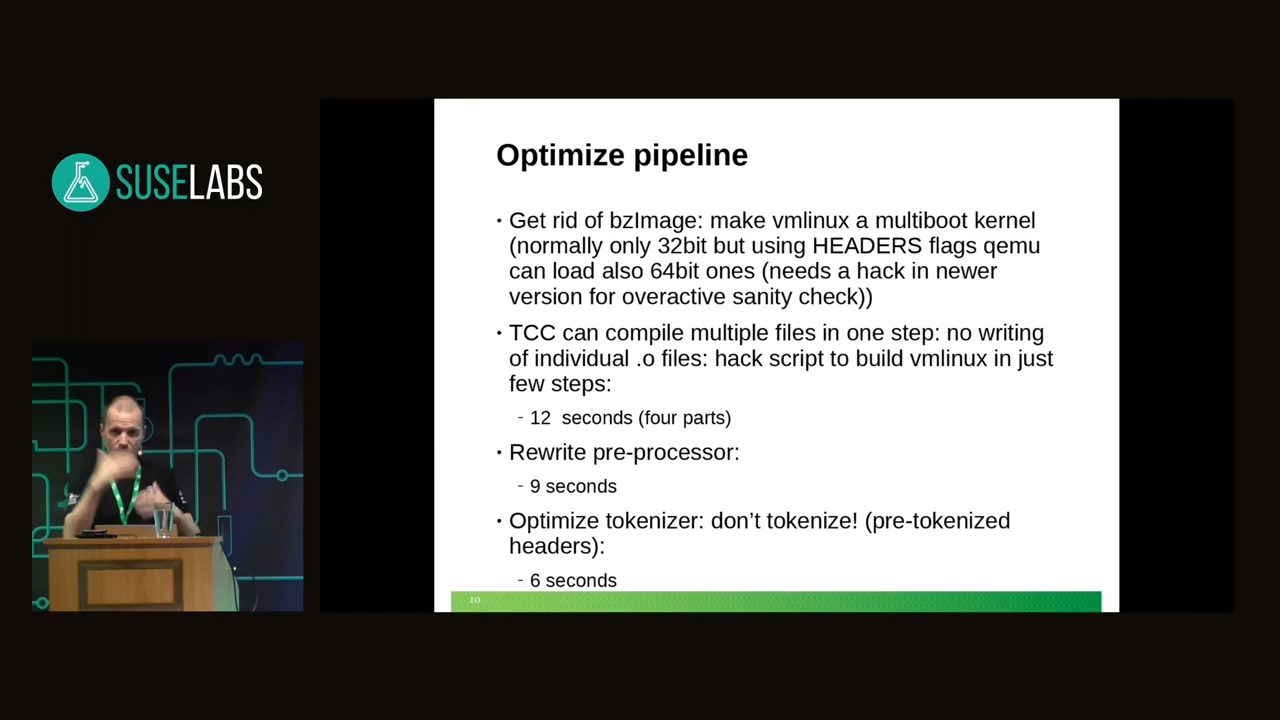 SUSELABS
Optimize pipeline
• Get rid of bzImage: make vmlinux a multiboot kernel
(normally only 32bit but using HEADERS flags qemu
can load also 64bit ones (needs a hack in newer
version for overactive sanity check))
• TCC can compile multiple files in one step: no writing
of individual .o files: hack script to build vmlinux in just
few steps:
- 12 seconds (four parts)
• Rewrite pre-processor:
- 9 seconds
• Optimize tokenizer: don’t tokenize! (pre-tokenized
headers):
- 6 seconds
10